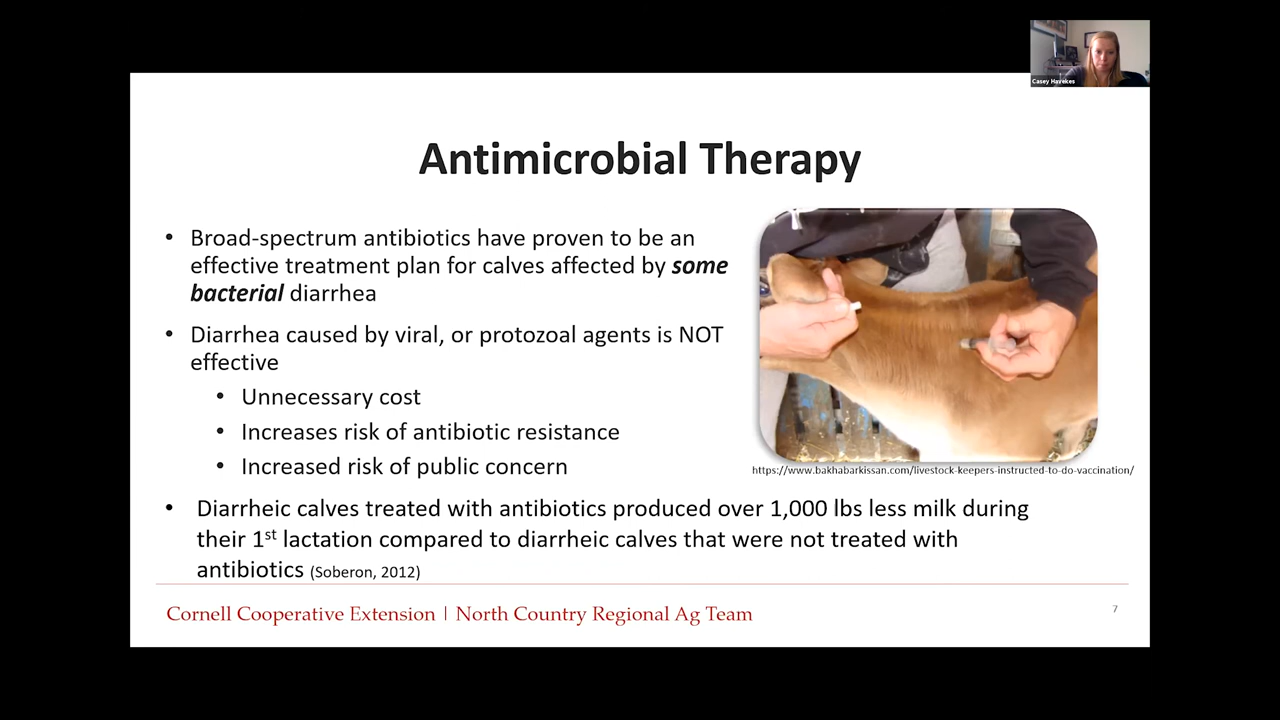 Casey Havekes
Antimicrobial Therapy
• Broad-spectrum antibiotics have proven to be an
effective treatment plan for calves affected by some
bacterial diarrhea
• Diarrhea caused by viral, or protozoal agents is NOT
effective
• Unnecessary cost
• Increases risk of antibiotic resistance
• Increased risk of public concern
https://www.bakhabarkissan.com/livestock-keepers-instructed-to-do-vaccination/
• Diarrheic calves treated with antibiotics produced over 1,000 lbs less milk during
their 1st lactation compared to diarrheic calves that were not treated with
antibiotics (Soberon, 2012)
Cornell Cooperative Extension | North Country Regional Ag Team
7